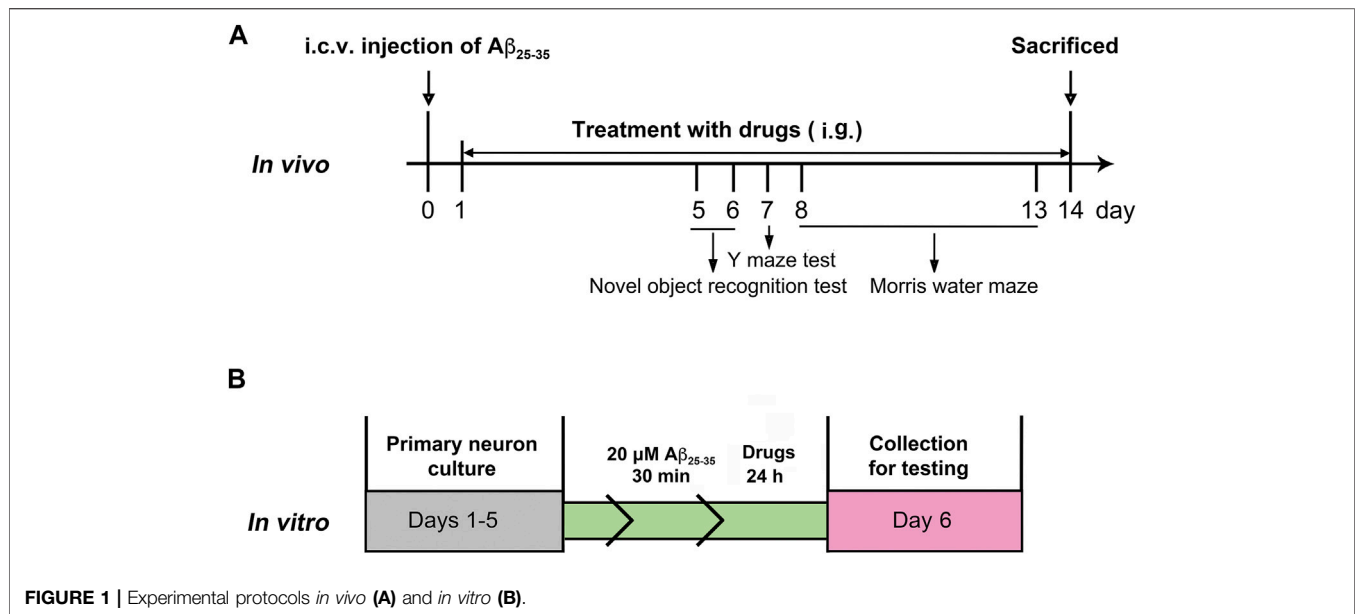 A
i.c.v. injection of Aβ25-35
Sacrificed
Treatment with drugs ( i.g.)
In vivo
0 1 5 6 7 8 13 14 day
Y maze test
Novel object recognition test Morris water maze
B
Primary neuron
culture
20 µM Aβ25-35
30 min
Drugs
24 h
Collection
for testing
In vitro
Days 1-5
Day 6
FIGURE 1 | Experimental protocols in vivo (A) and in vitro (B).